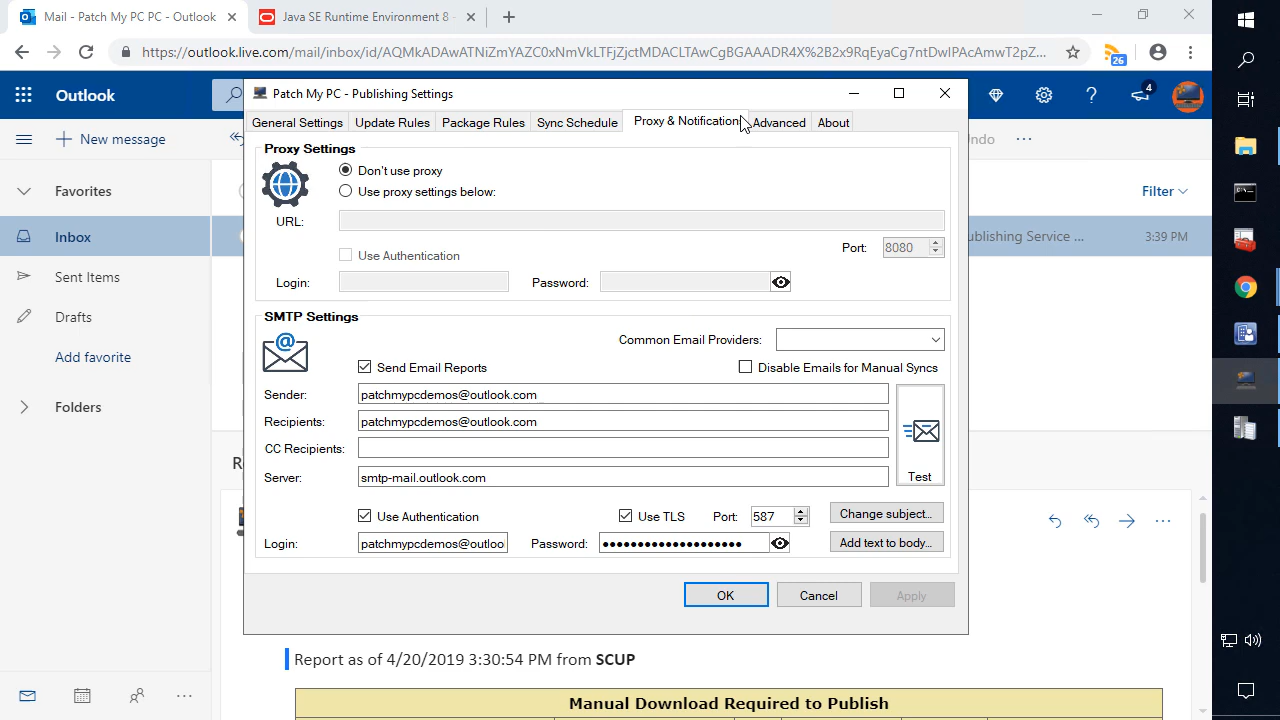 Mail - Patch My PC PC - Outlook
Java SE Runtime Environment 8 -
https://outlook.live.com/mail/inbox/id/AQMkADAwATNiZmYAZC0xNmVkLTFjZjctMDACLTAwCgBGAAADR4X%2B2x9RqEyaCg7ntDwIPAcAmwT2pZ...
26
Outlook
4
New message
Undo
Favorites
Filter
Inbox
Publishing Service ...
3:39 PM
Sent Items
Drafts
Add favorite
Folders
Patch My PC - Publishing Settings
General Settings
Update Rules
Package Rules
Sync Schedule
Proxy & Notification
Advanced
About
Proxy Settings
Don't use proxy
Use proxy settings below:
URL:
Use Authentication
Port:
8080
Login:
Password:
SMTP Settings
Common Email Providers:
Send Email Reports
Disable Emails for Manual Syncs
Sender:
patchmypcdemos@outlook.com
Recipients:
patchmypcdemos@outlook.com
CC Recipients:
Server:
smtp-mail.outlook.com
Test
Use Authentication
Use TLS
Port:
587
Change subject...
Login:
patchmypcdemos@outloo
Password:
Add text to body...
OK
Cancel
Apply
Report as of 4/20/2019 3:30:54 PM from SCUP
Manual Download Required to Publish